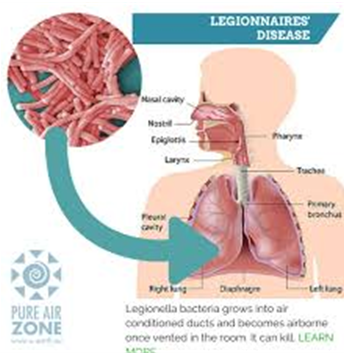 LEGIONNAIRES'
DISEASE
Nasal cavity
Nostril
Epiglottis
Larynx
Pharynx
Trachea
Primary
bronchus
Pleural
cavity
Right lung
Diaphragm
Left lung
PURE AIR
ZONE
Legionella bacteria grows into air
conditioned ducts and becomes airborne
once vented in the room. It can kill. LEARN
MORE